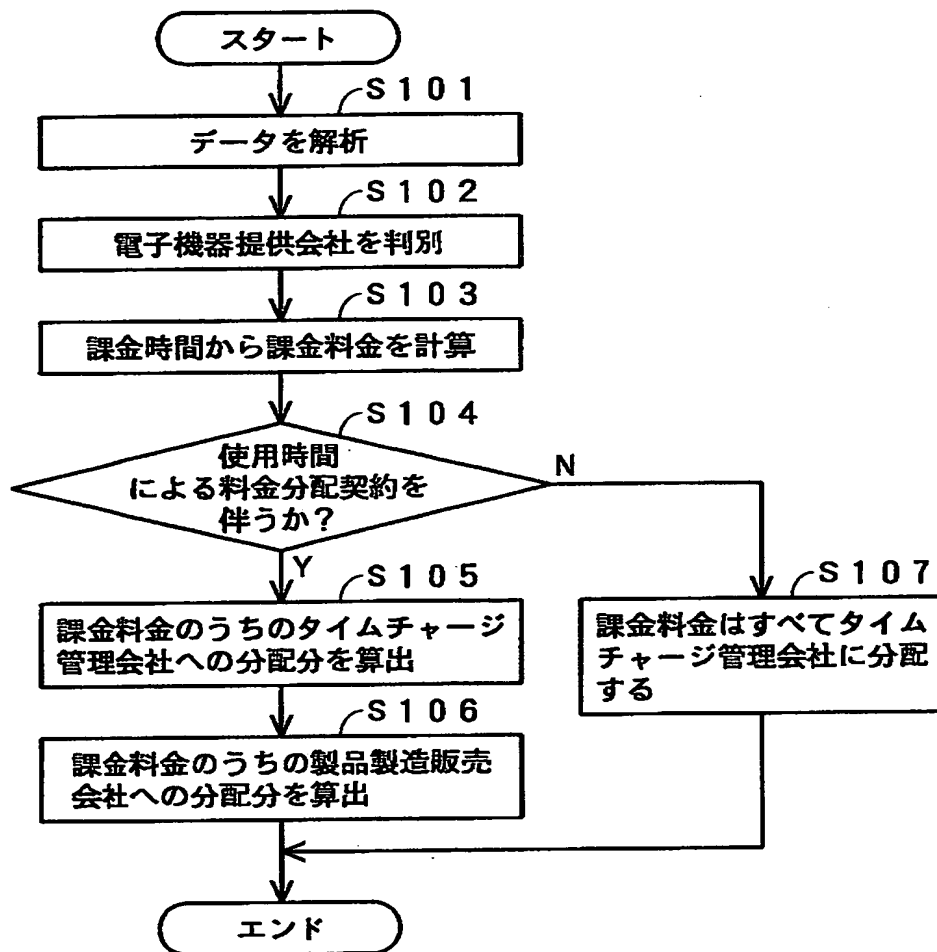 スタート
S101
データを解析
S102
電子機器提供会社を判別
S103
課金時間から課金料金を計算
S104
使用時間
による料金分配契約を
伴うか?
N
Y
S105
課金料金のうちのタイムチャージ
管理会社への分配分を算出
S107
課金料金はすべてタイム
チャージ管理会社に分配
する
S106
課金料金のうちの製品製造販売
会社への分配分を算出
エンド